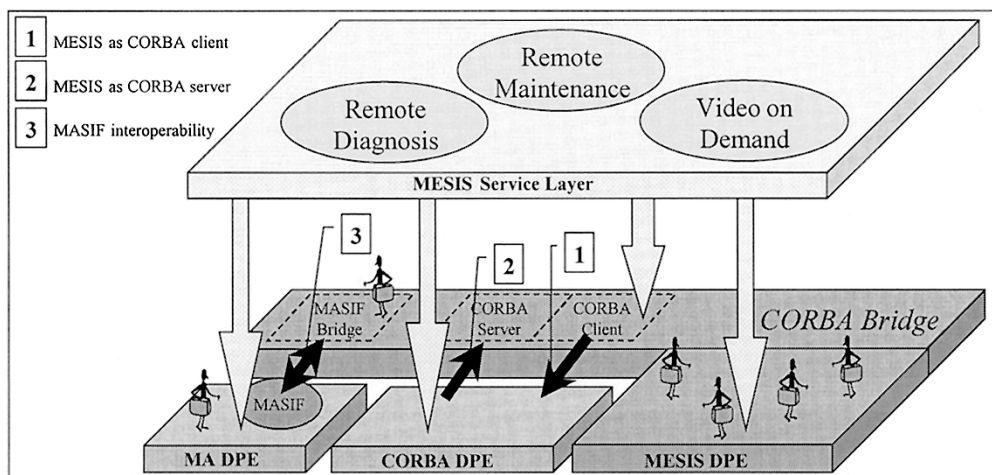 1 MESIS as CORBA client
2 MESIS as CORBA server
3 MASIF interoperability
Remote
Maintenance
Remote
Diagnosis
Video on
Demand
MESIS Service Layer
3
2
1
MASIF
Bridge
CORBA
Server
CORBA
Client
CORBA Bridge
MASIF
MA DPE
CORBA DPE
MESIS DPE